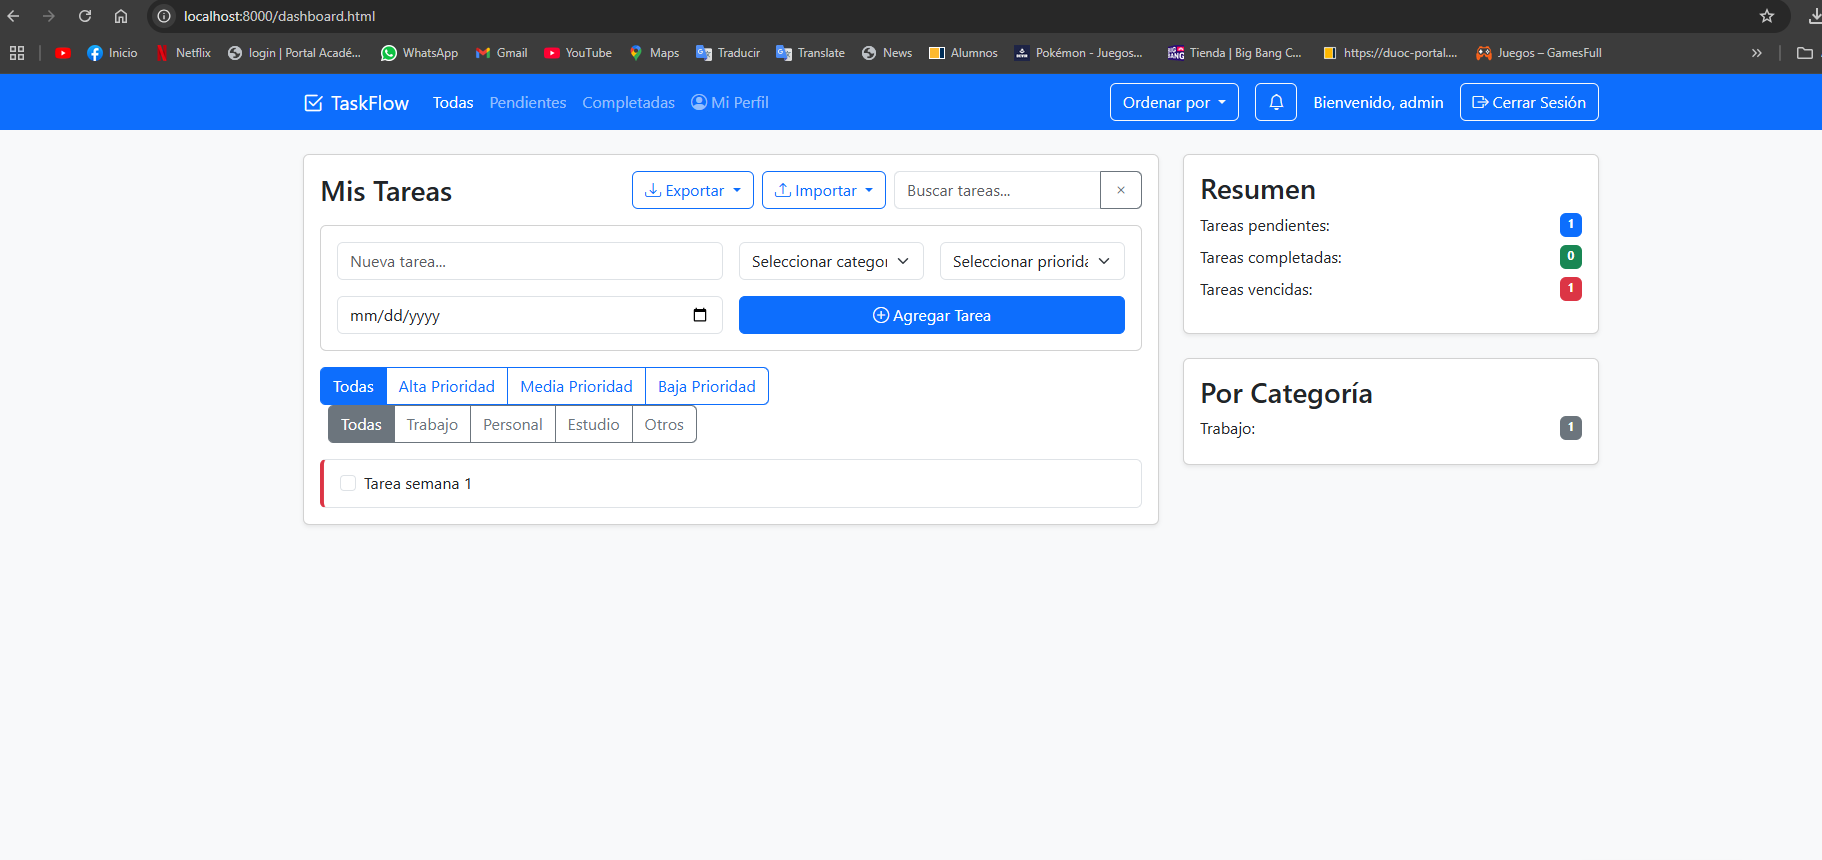 localhost:8000/dashboard.html
Inicio Netflix login | Portal Acadé... WhatsApp Gmail YouTube Maps Traducir Translate News Alumnos Pokémon - Juegos... Tienda | Big Bang C... https://duoc-portal.... Juegos – GamesFull
TaskFlow Todas Pendientes Completadas Mi Perfil Ordenar por Bienvenido, admin Cerrar Sesión
Mis Tareas Exportar Importar Buscar tareas... ×
Nueva tarea... Seleccionar categor Seleccionar priorida
mm/dd/yyyy Agregar Tarea
Todas Alta Prioridad Media Prioridad Baja Prioridad
Todas Trabajo Personal Estudio Otros
Tarea semana 1
Resumen
Tareas pendientes: 1
Tareas completadas: 0
Tareas vencidas: 1
Por Categoría
Trabajo: 1